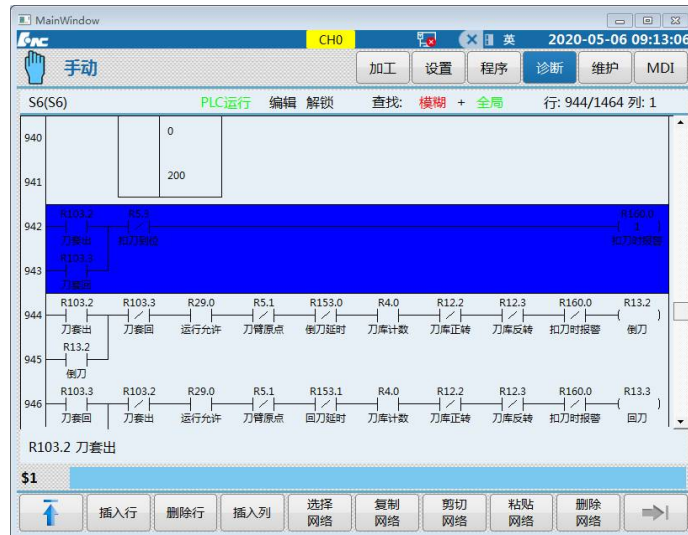 MainWindow
CH0 英 2020-05-06 09:13:06
手动 加工 设置 程序 诊断 维护 MDI
S6(S6) PLC运行 编辑 解锁 查找: 模糊 + 全局 行: 944/1464 列: 1
940 0
941 200
R103.2 R5.5 R160.0
942 1
刀套出 扣刀到位 扣刀时报警
R103.3
943
刀套回
R103.2 R103.3 R29.0 R5.1 R153.0 R4.0 R12.2 R12.3 R160.0 R13.2
944
刀套出 刀套回 运行允许 刀臂原点 倒刀延时 刀库计数 刀库正转 刀库反转 扣刀时报警 倒刀
R13.2
945
倒刀
R103.3 R103.2 R29.0 R5.1 R153.1 R4.0 R12.2 R12.3 R160.0 R13.3
946
刀套回 刀套出 运行允许 刀臂原点 回刀延时 刀库计数 刀库正转 刀库反转 扣刀时报警 回刀
R103.2 刀套出
$1
插入行 删除行 插入列 选择 复制 剪切 粘贴 删除
网络 网络 网络 网络 网络